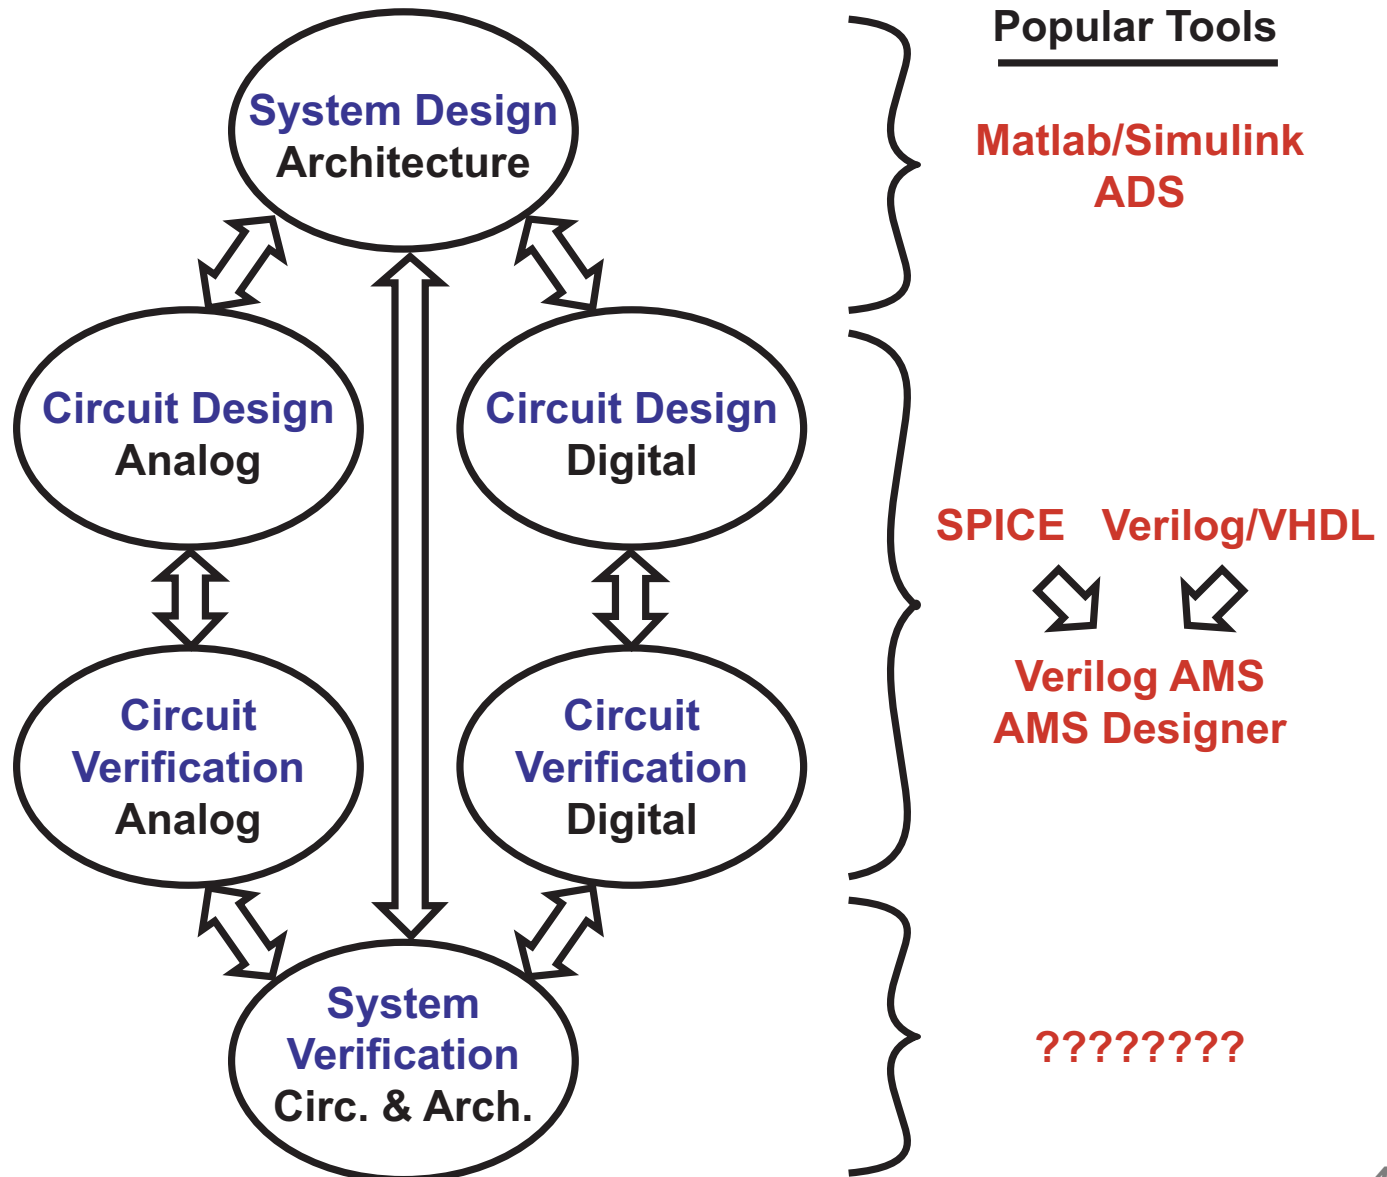 Popular Tools
System Design
Architecture
Matlab/Simulink
ADS
Circuit Design
Analog
Circuit Design
Digital
SPICE Verilog/VHDL
Verilog AMS
AMS Designer
Circuit
Verification
Analog
Circuit
Verification
Digital
System
Verification
Circ. & Arch.
????????